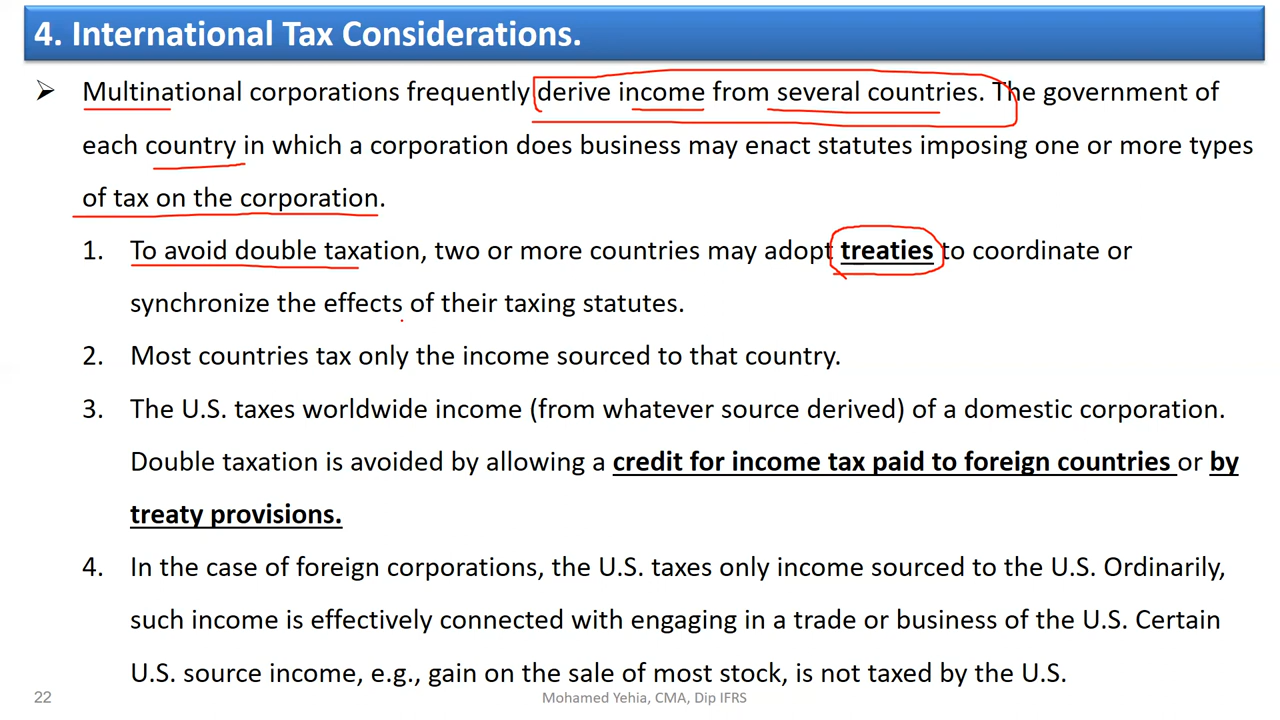 4. International Tax Considerations.
➢ Multinational corporations frequently derive income from several countries. The government of
each country in which a corporation does business may enact statutes imposing one or more types
of tax on the corporation.
1. To avoid double taxation, two or more countries may adopt treaties to coordinate or
synchronize the effects of their taxing statutes.
2. Most countries tax only the income sourced to that country.
3. The U.S. taxes worldwide income (from whatever source derived) of a domestic corporation.
Double taxation is avoided by allowing a credit for income tax paid to foreign countries or by
treaty provisions.
4. In the case of foreign corporations, the U.S. taxes only income sourced to the U.S. Ordinarily,
such income is effectively connected with engaging in a trade or business of the U.S. Certain
U.S. source income, e.g., gain on the sale of most stock, is not taxed by the U.S.
22
Mohamed Yehia, CMA, Dip IFRS